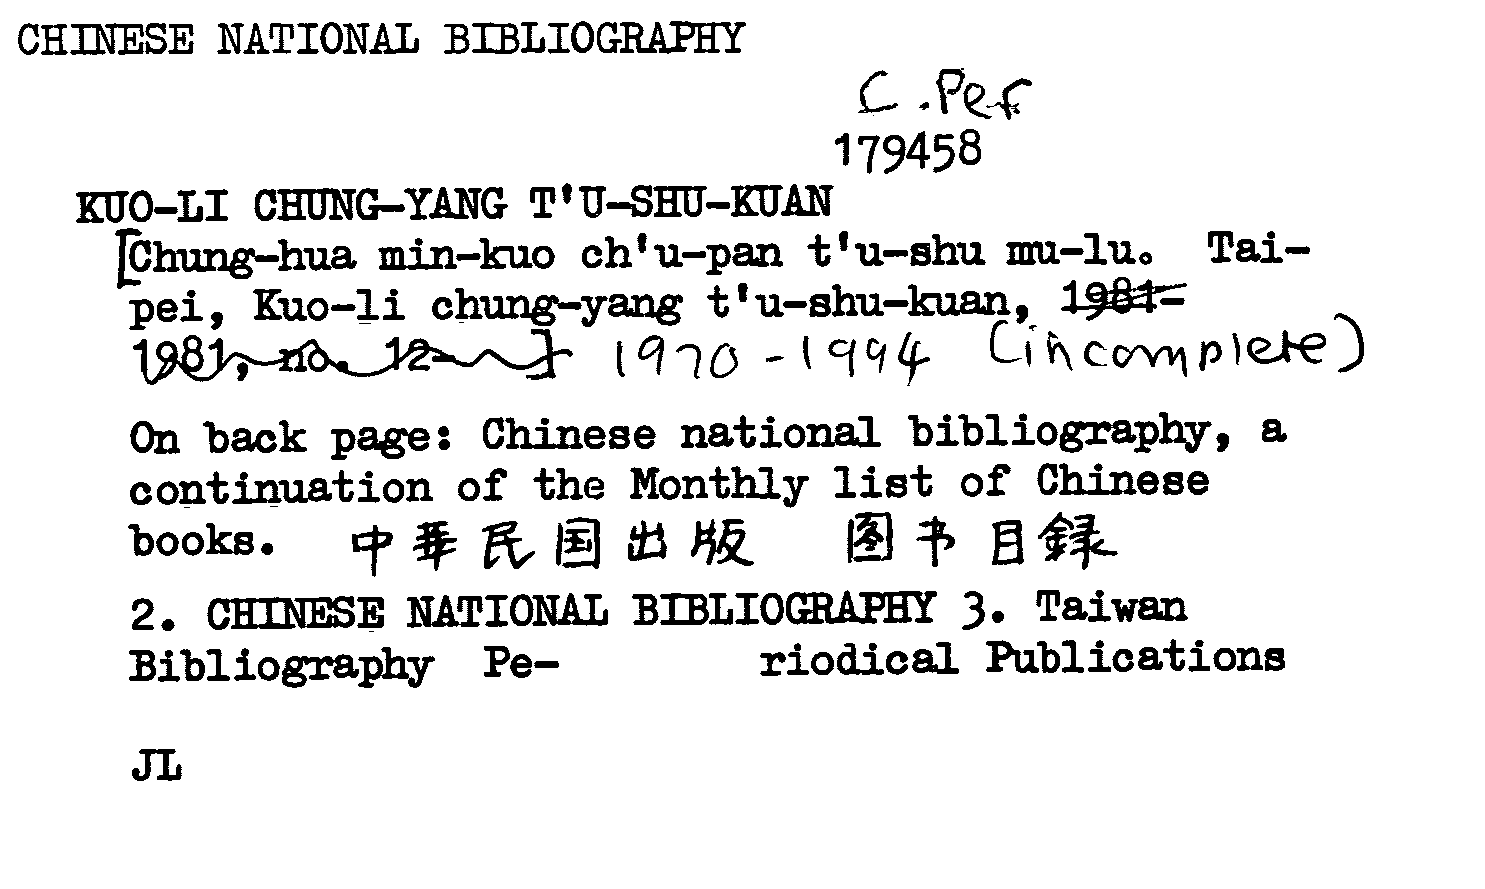 CHINESE NATIONAL BIBLIOGRAPHY
C.Per
179458
KUO-LI CHUNG-YANG T'U-SHU-KUAN
[Chung-hua min-kuo ch'u-pan t'u-shu mu-lu. Tai-
pei, Kuo-li chung-yang t'u-shu-kuan, 1981-
1981, no. 12- ] 1970-1994 (incomplete)
On back page: Chinese national bibliography, a
continuation of the Monthly list of Chinese
books. 中華民国出版 图书目録
2. CHINESE NATIONAL BIBLIOGRAPHY 3. Taiwan
Bibliography Pe- riodical Publications
JL